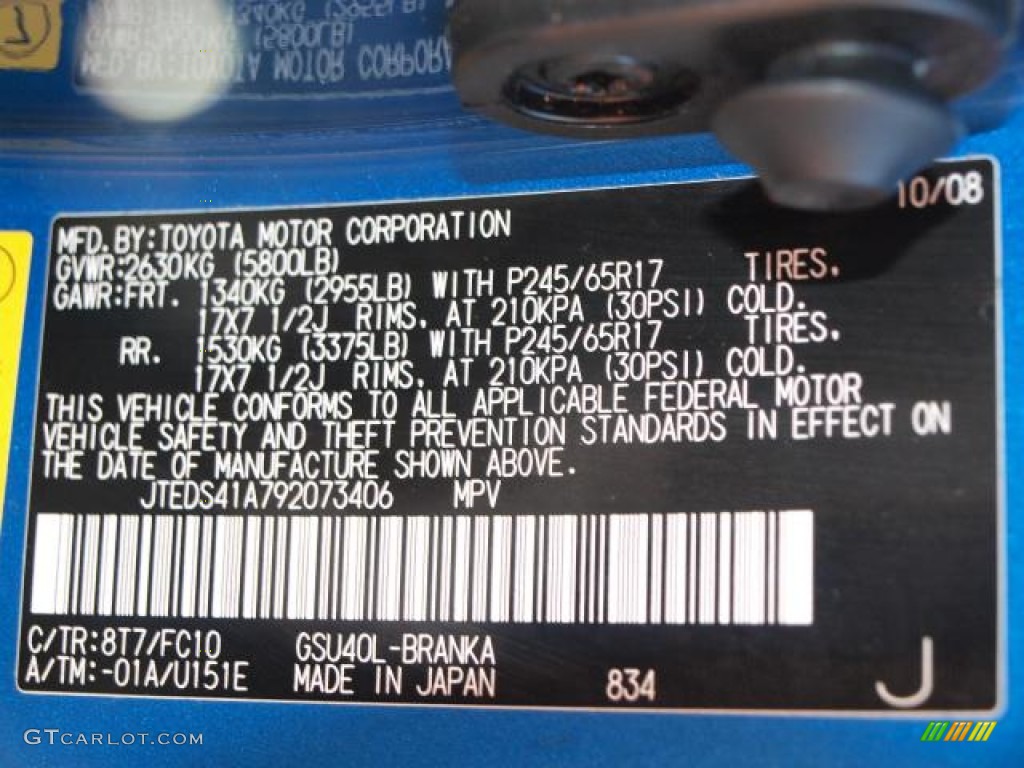 10/08
MFD.BY:TOYOTA MOTOR CORPORATION
GVWR:2630KG (5800LB)
GAWR:FRT. 1340KG (2955LB) WITH P245/65R17 TIRES.
17X7 1/2J RIMS. AT 210KPA (30PSI) COLD.
RR. 1530KG (3375LB) WITH P245/65R17 TIRES.
17X7 1/2J RIMS. AT 210KPA (30PSI) COLD.
THIS VEHICLE CONFORMS TO ALL APPLICABLE FEDERAL MOTOR
VEHICLE SAFETY AND THEFT PREVENTION STANDARDS IN EFFECT ON
THE DATE OF MANUFACTURE SHOWN ABOVE.
JTEDS41A792073406 MPV
C/TR:8T7/FC10 GSU40L-BRANKA
A/TM:-01A/U151E MADE IN JAPAN 834 J
GTCARLOT.COM